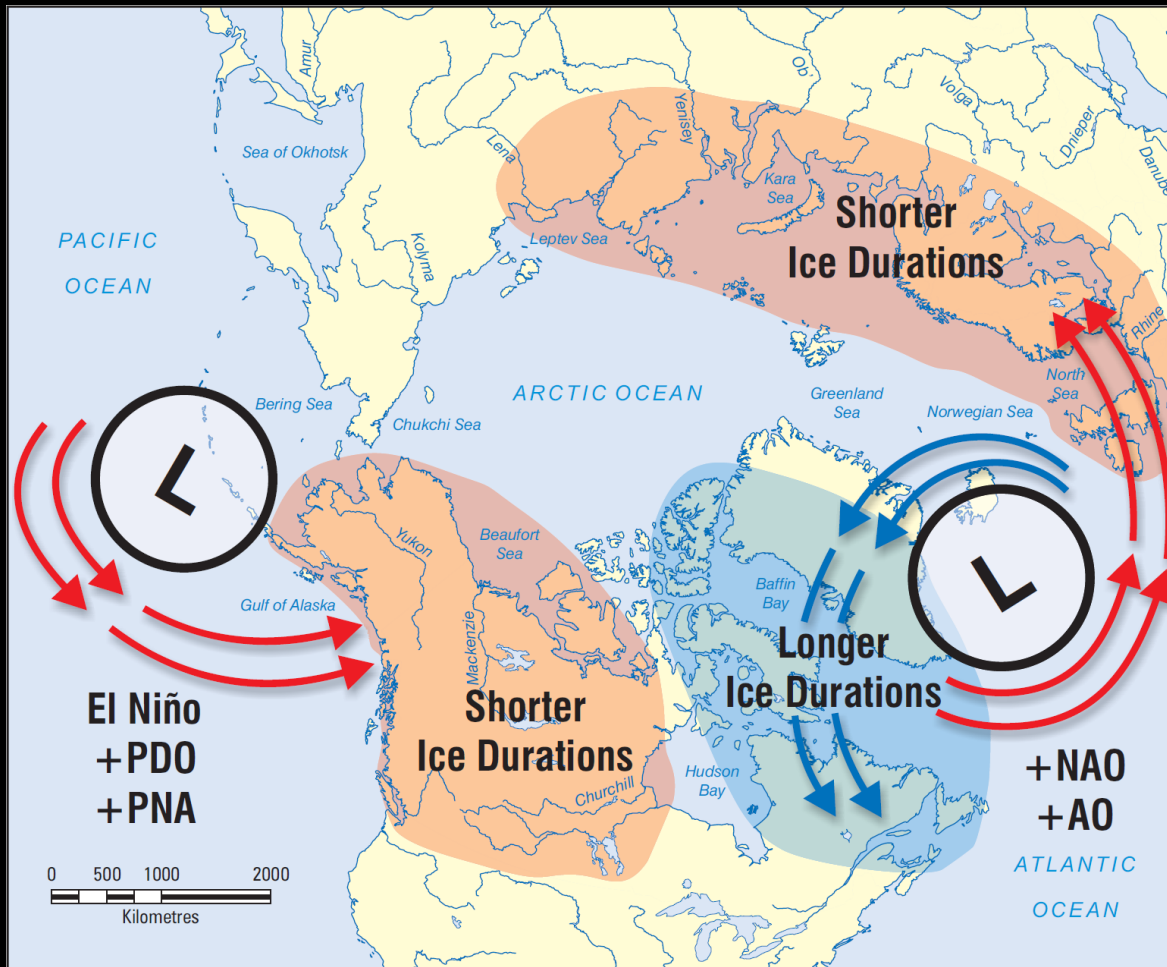 Amur
Ob'
Volga
Dnieper
Danube
Yenisey
Lena
Sea of Okhotsk
Kara
Sea
Shorter
Ice Durations
PACIFIC
OCEAN
Kolyma
Leptev Sea
Rhine
North
Sea
ARCTIC OCEAN
Greenland
Sea
Norwegian Sea
Bering Sea
Chukchi Sea
L
Yukon
Beaufort
Sea
Gulf of Alaska
Mackenzie
Baffin
Bay
L
Longer
Ice Durations
El Niño
+PDO
+PNA
Shorter
Ice Durations
Churchill
Hudson
Bay
+NAO
+AO
ATLANTIC
OCEAN
0 500 1000 2000
Kilometres